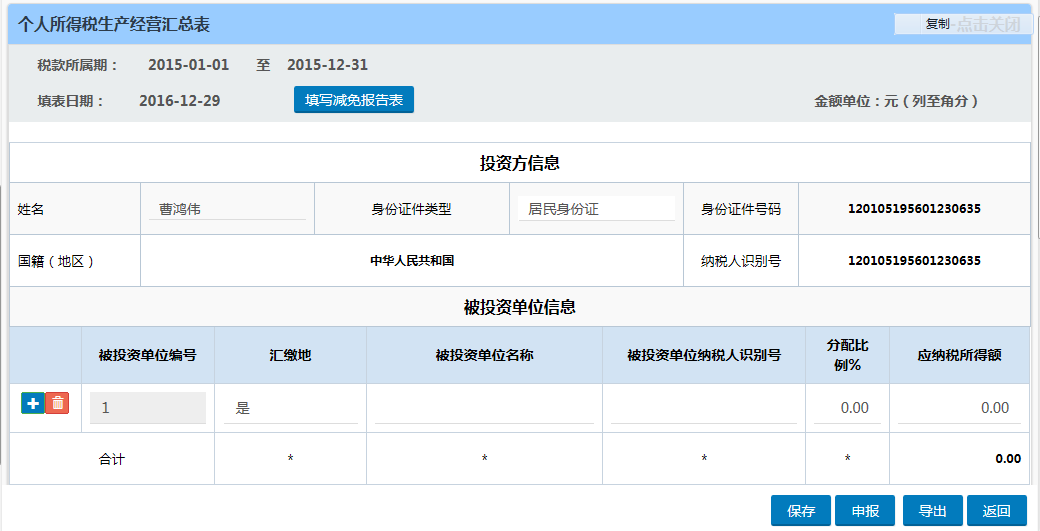 个人所得税生产经营汇总表 复制-点击关闭
税款所属期： 2015-01-01 至 2015-12-31
填表日期： 2016-12-29 填写减免报告表 金额单位：元（列至角分）
投资方信息
姓名 曹鸿伟 身份证件类型 居民身份证 身份证件号码 120105195601230635
国籍（地区） 中华人民共和国 纳税人识别号 120105195601230635
被投资单位信息
被投资单位编号 汇缴地 被投资单位名称 被投资单位纳税人识别号 分配比例% 应纳税所得额
1 是 0.00 0.00
合计 * * * * 0.00
保存 申报 导出 返回